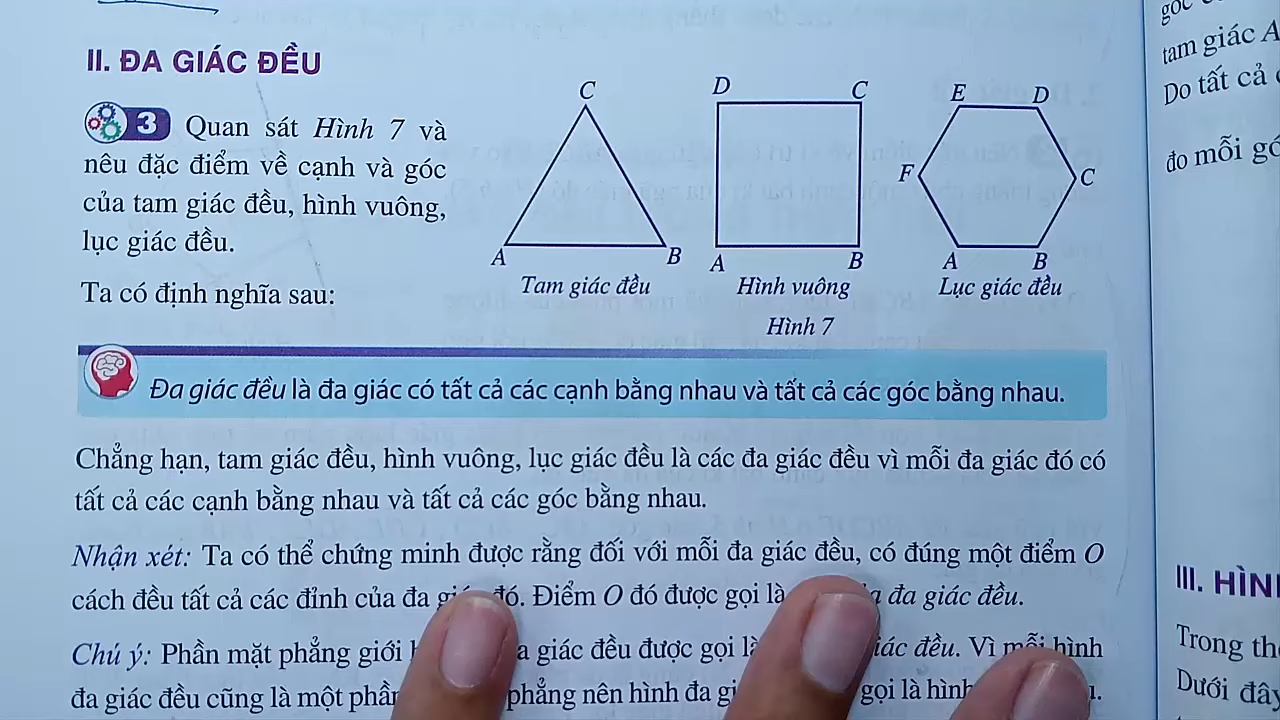 II. ĐA GIÁC ĐỀU
3 Quan sát Hình 7 và
nêu đặc điểm về cạnh và góc
của tam giác đều, hình vuông,
lục giác đều.
Ta có định nghĩa sau:
C
A
B
Tam giác đều
D
C
A
B
Hình vuông
E
D
F
C
A
B
Lục giác đều
Hình 7
Đa giác đều là đa giác có tất cả các cạnh bằng nhau và tất cả các góc bằng nhau.
Chẳng hạn, tam giác đều, hình vuông, lục giác đều là các đa giác đều vì mỗi đa giác đó có
tất cả các cạnh bằng nhau và tất cả các góc bằng nhau.
Nhận xét: Ta có thể chứng minh được rằng đối với mỗi đa giác đều, có đúng một điểm O
cách đều tất cả các đỉnh của đa đó. Điểm O đó được gọi là đa giác đều.
Chú ý: Phần mặt phẳng giới giác đều được gọi là giác đều. Vì mỗi hình
đa giác đều cũng là một phần phẳng nên hình đa gọi là hình
góc
tam giác A
Do tất cả
đo mỗi
III. HÌN
Trong
Dưới đây